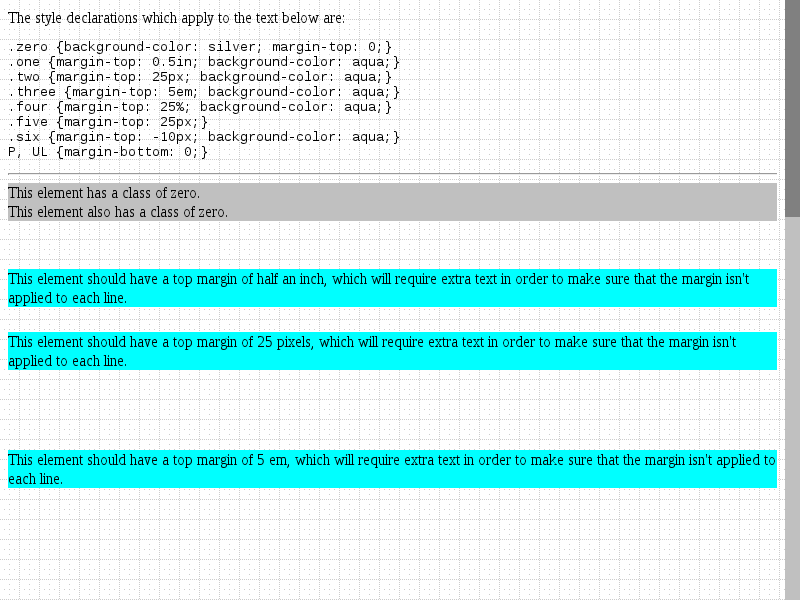 The style declarations which apply to the text below are:
.zero {background-color: silver; margin-top: 0;}
.one {margin-top: 0.5in; background-color: aqua;}
.two {margin-top: 25px; background-color: aqua;}
.three {margin-top: 5em; background-color: aqua;}
.four {margin-top: 25%; background-color: aqua;}
.five {margin-top: 25px;}
.six {margin-top: -10px; background-color: aqua;}
P, UL {margin-bottom: 0;}
This element has a class of zero.
This element also has a class of zero.
This element should have a top margin of half an inch, which will require extra text in order to make sure that the margin isn't
applied to each line.
This element should have a top margin of 25 pixels, which will require extra text in order to make sure that the margin isn't
applied to each line.
This element should have a top margin of 5 em, which will require extra text in order to make sure that the margin isn't applied to
each line.